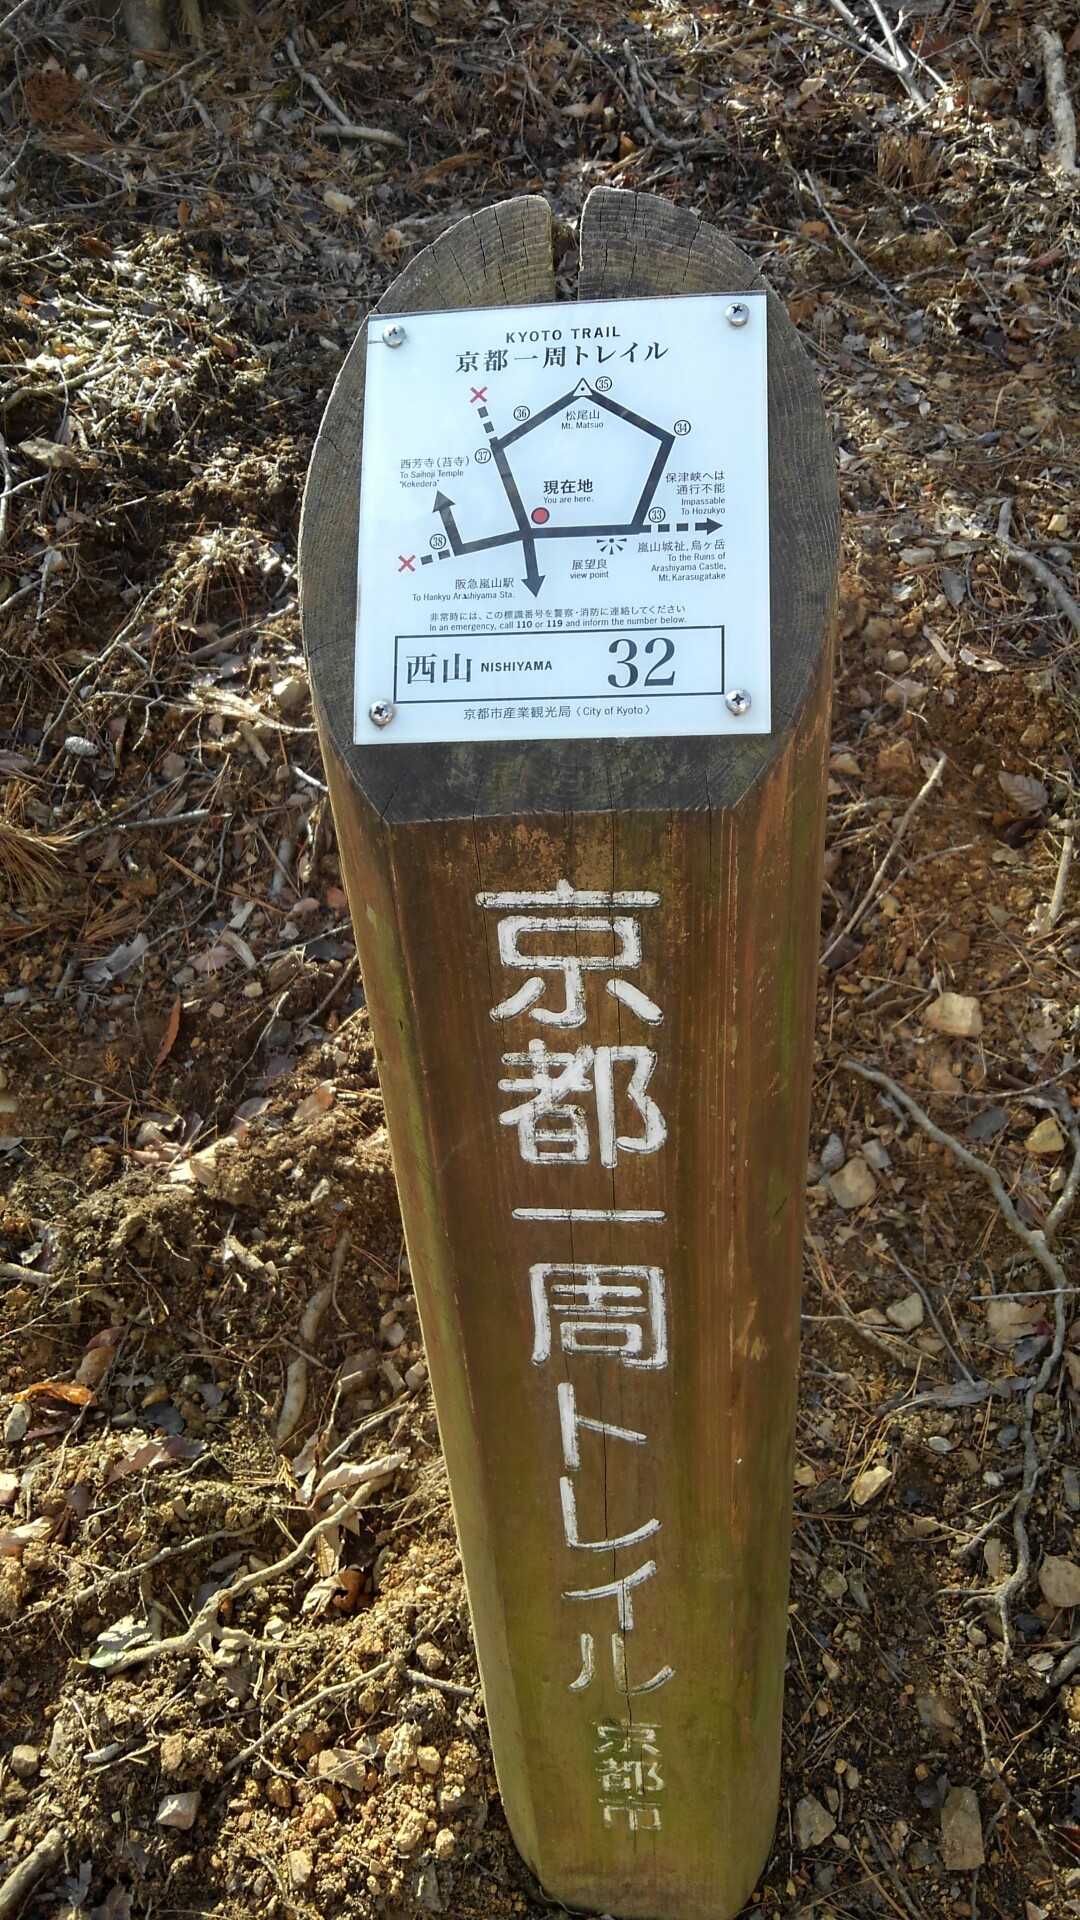 KYOTO TRAIL
京都一周トレイル
㉟
㊱
松尾山
Mt. Matsuo
㉞
㊲
西芳寺(苔寺)
To Saihoji Temple
"Kokedera"
現在地
You are here.
保津峡へは
通行不能
Impassable
To Hozukyo
㉝
㊳
展望良
view point
嵐山城祉,烏ヶ岳
To the Ruins of
Arashiyama Castle,
Mt. Karasugatake
阪急嵐山駅
To Hankyu Arashiyama Sta.
非常時には、この標識番号を警察・消防に連絡してください
In an emergency, call 110 or 119 and inform the number below.
西山 NISHIYAMA 32
京都市産業観光局〈City of Kyoto〉
京都一周トレイル
京都市